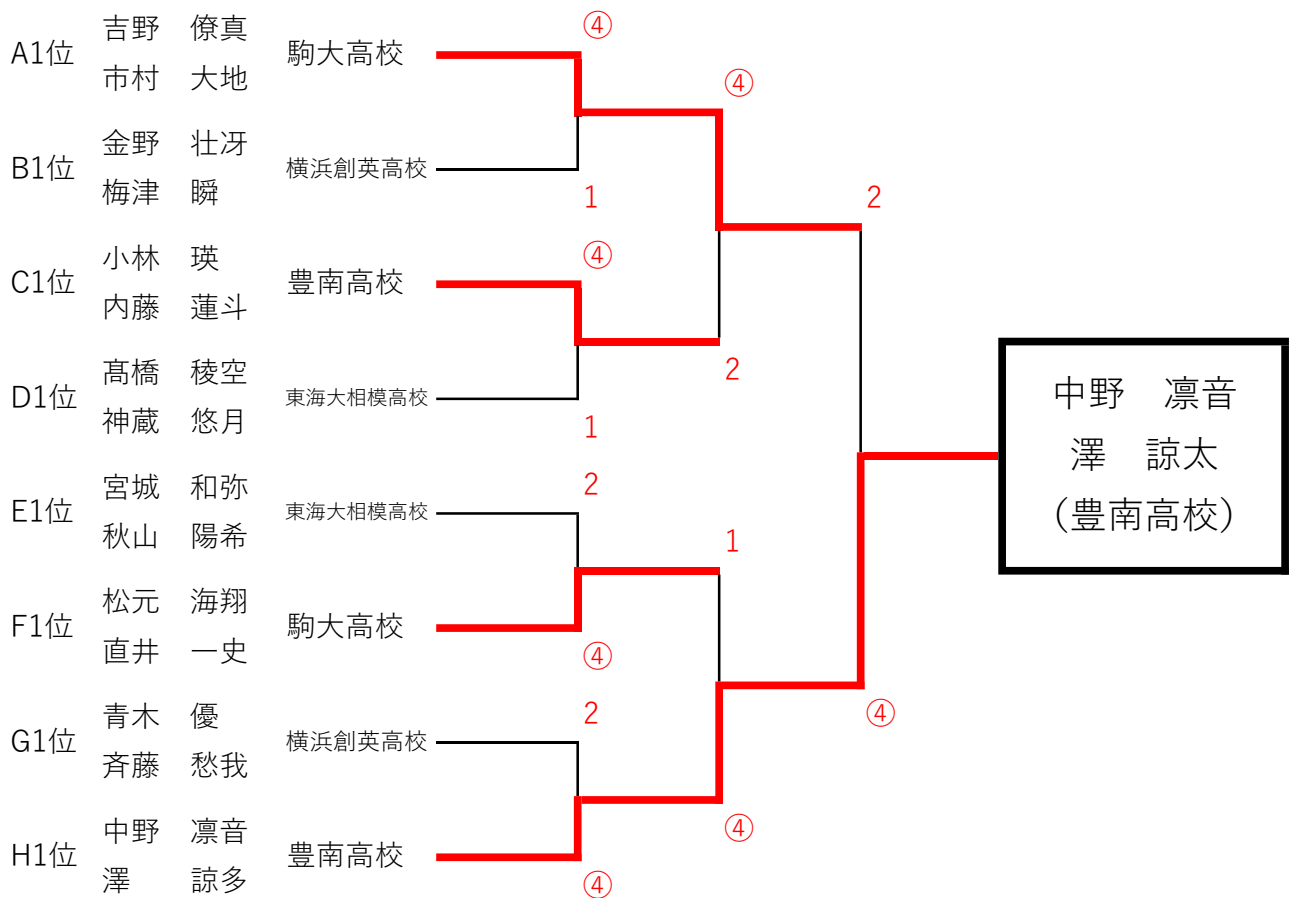 A1位 吉野　僚真 駒大高校
市村　大地
B1位 金野　壮冴 横浜創英高校
梅津　瞬
C1位 小林　瑛 豊南高校
内藤　蓮斗
D1位 髙橋　稜空 東海大相模高校
神蔵　悠月
E1位 宮城　和弥 東海大相模高校
秋山　陽希
F1位 松元　海翔 駒大高校
直井　一史
G1位 青木　優 横浜創英高校
斉藤　愁我
H1位 中野　凛音 豊南高校
澤　　諒多
④
1
④
1
2
④
2
④
④
2
1
④
2
④
中野　凛音
澤　諒太
(豊南高校)